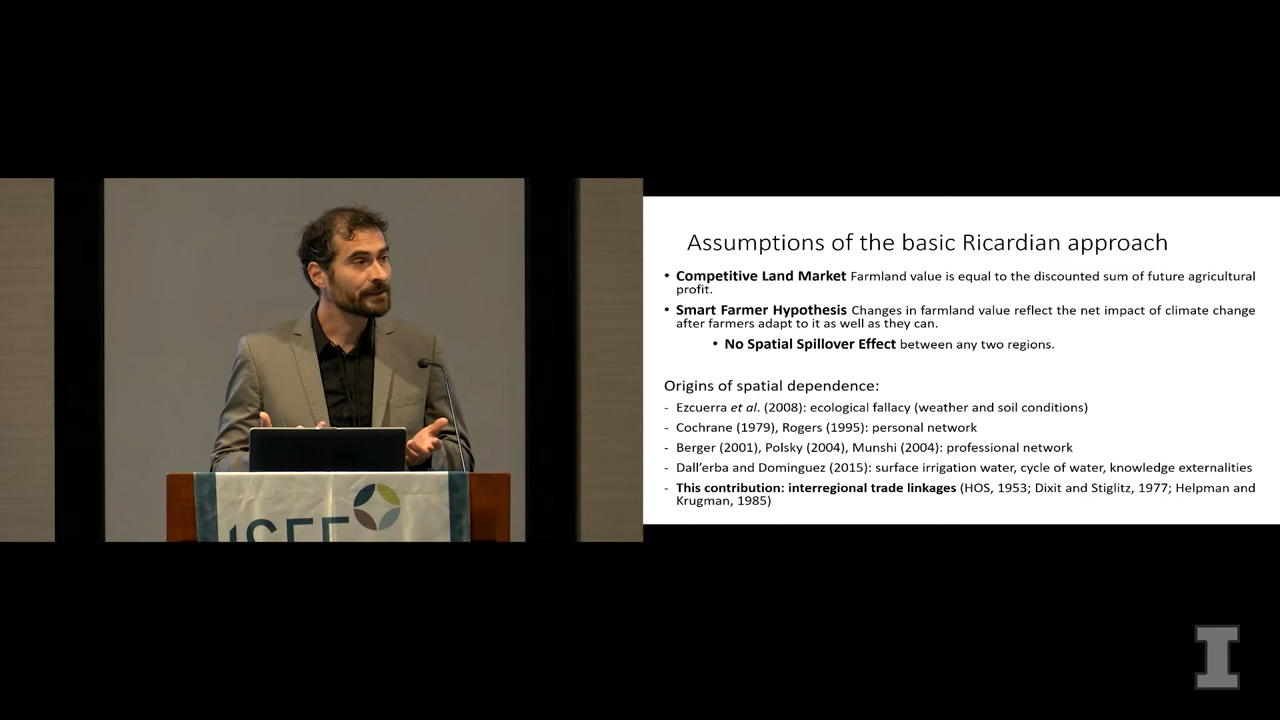 Assumptions of the basic Ricardian approach
• Competitive Land Market Farmland value is equal to the discounted sum of future agricultural
profit.
• Smart Farmer Hypothesis Changes in farmland value reflect the net impact of climate change
after farmers adapt to it as well as they can.
• No Spatial Spillover Effect between any two regions.
Origins of spatial dependence:
- Ezcuerra et al. (2008): ecological fallacy (weather and soil conditions)
- Cochrane (1979), Rogers (1995): personal network
- Berger (2001), Polsky (2004), Munshi (2004): professional network
- Dall'erba and Dominguez (2015): surface irrigation water, cycle of water, knowledge externalities
- This contribution: interregional trade linkages (HOS, 1953; Dixit and Stiglitz, 1977; Helpman and
Krugman, 1985)
I